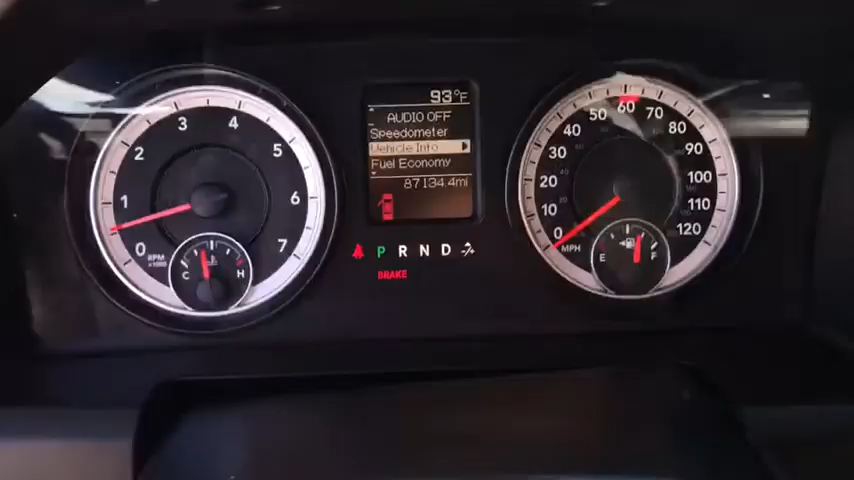 93°F
AUDIO OFF
Speedometer
Vehicle Info
Fuel Economy
87134.4mi
0 1 2 3 4 5 6 7
RPM
x1000
C H
P R N D
BRAKE
0 10 20 30 40 50 60 70 80 90 100 110 120
MPH
E F